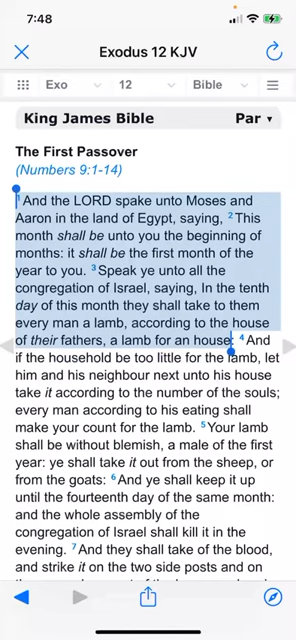 7:48
Exodus 12 KJV
Exo 12 Bible
King James Bible Par ▾
The First Passover
(Numbers 9:1-14)
1 And the LORD spake unto Moses and
Aaron in the land of Egypt, saying, 2 This
month shall be unto you the beginning of
months: it shall be the first month of the
year to you. 3 Speak ye unto all the
congregation of Israel, saying, In the tenth
day of this month they shall take to them
every man a lamb, according to the house
of their fathers, a lamb for an house: 4 And
if the household be too little for the lamb, let
him and his neighbour next unto his house
take it according to the number of the souls;
every man according to his eating shall
make your count for the lamb. 5 Your lamb
shall be without blemish, a male of the first
year: ye shall take it out from the sheep, or
from the goats: 6 And ye shall keep it up
until the fourteenth day of the same month:
and the whole assembly of the
congregation of Israel shall kill it in the
evening. 7 And they shall take of the blood,
and strike it on the two side posts and on